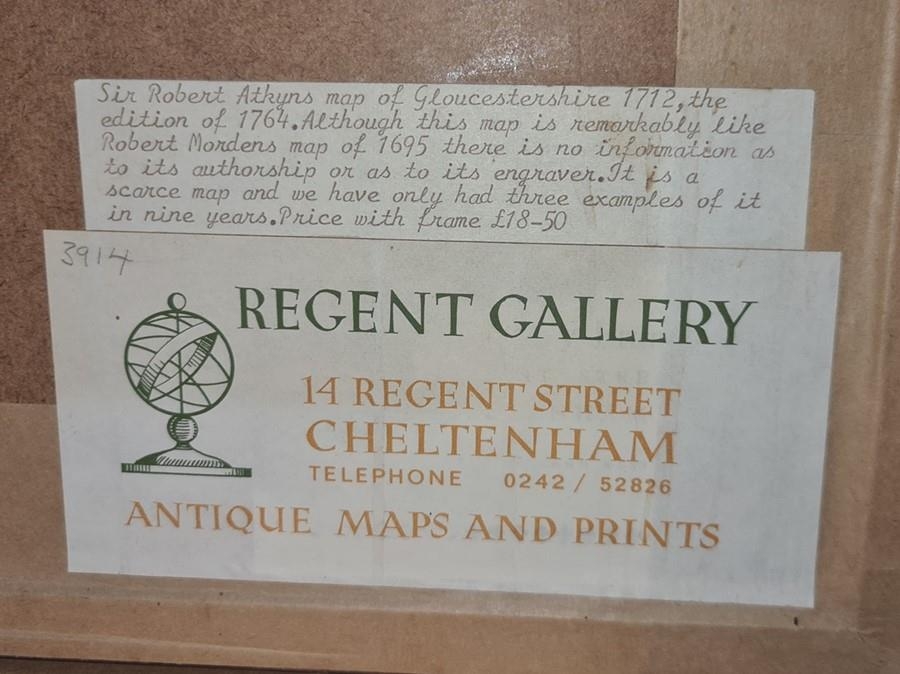 Sir Robert Atkyns map of Gloucestershire 1712,the
edition of 1764.Although this map is remarkably like
Robert Mordens map of 1695 there is no information as
to its authorship or as to its engraver.It is a
scarce map and we have only had three examples of it
in nine years.Price with frame £18-50
3914
REGENT GALLERY
14 REGENT STREET
CHELTENHAM
TELEPHONE 0242 / 52826
ANTIQUE MAPS AND PRINTS